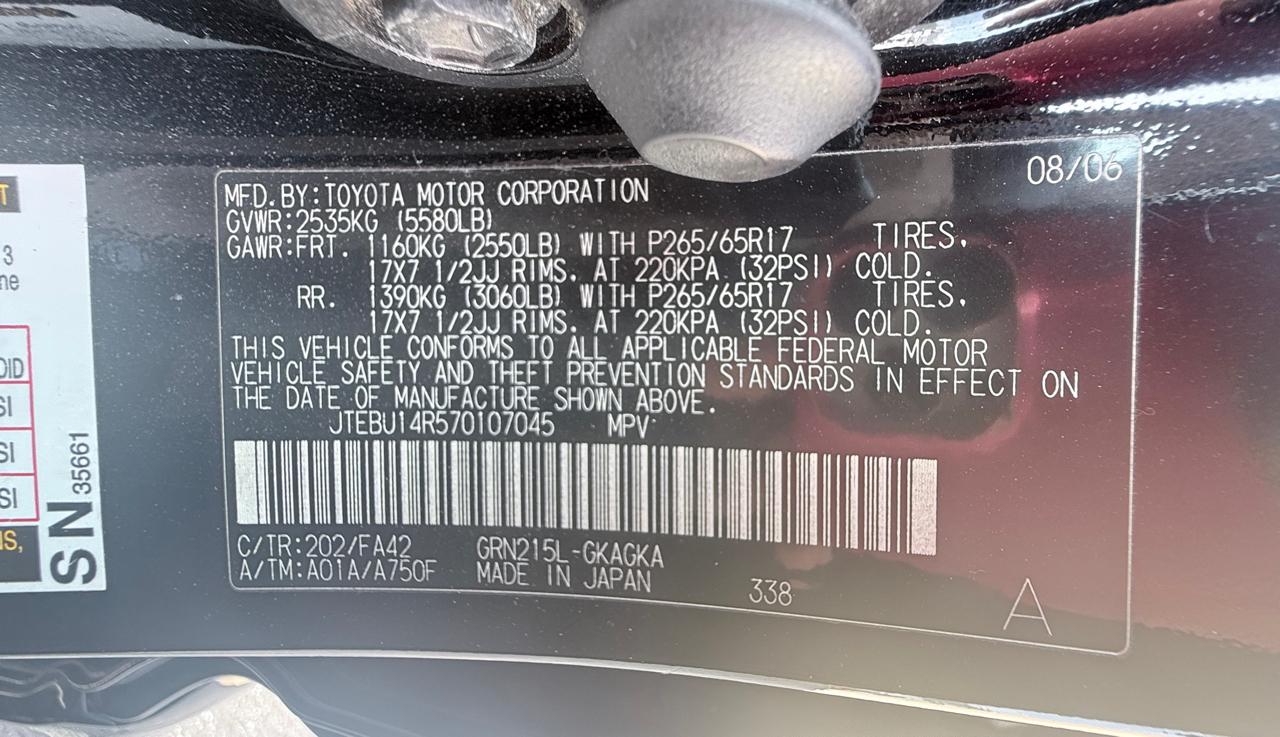 08/06
MFD.BY:TOYOTA MOTOR CORPORATION
GVWR:2535KG (5580LB)
GAWR:FRT. 1160KG (2550LB) WITH P265/65R17 TIRES,
17X7 1/2JJ RIMS. AT 220KPA (32PSI) COLD.
RR. 1390KG (3060LB) WITH P265/65R17 TIRES,
17X7 1/2JJ RIMS. AT 220KPA (32PSI) COLD.
THIS VEHICLE CONFORMS TO ALL APPLICABLE FEDERAL MOTOR
VEHICLE SAFETY AND THEFT PREVENTION STANDARDS IN EFFECT ON
THE DATE OF MANUFACTURE SHOWN ABOVE.
JTEBU14R570107045 MPV
C/TR:202/FA42 GRN215L-GKAGKA
A/TM:A01A/A750F MADE IN JAPAN
338
A
SN 35661
3